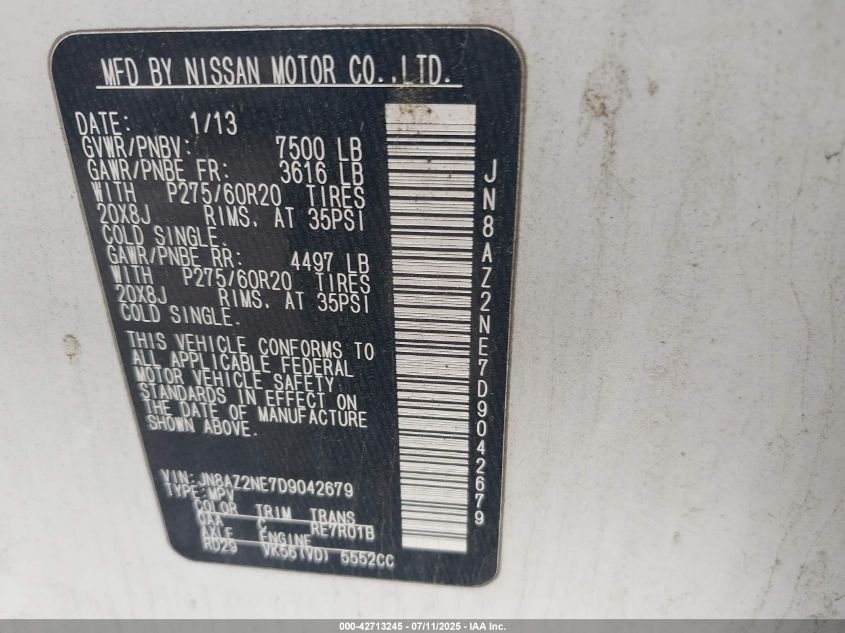 MFD BY NISSAN MOTOR CO.,LTD.
DATE: 1/13
GVWR/PNBV: 7500 LB
GAWR/PNBE FR: 3616 LB
WITH P275/60R20 TIRES
20X8J RIMS, AT 35PSI
COLD SINGLE.
GAWR/PNBE RR: 4497 LB
WITH P275/60R20 TIRES
20X8J RIMS, AT 35PSI
COLD SINGLE.
THIS VEHICLE CONFORMS TO
ALL APPLICABLE FEDERAL
MOTOR VEHICLE SAFETY
STANDARDS IN EFFECT ON
THE DATE OF MANUFACTURE
SHOWN ABOVE.
VIN: JN8AZ2NE7D9042679
TYPE: MPV
COLOR TRIM TRANS
QAA C RE7R01B
AXLE ENGINE
RD29 VK56(VD) 5552CC
JN8AZ2NE7D9042679
000-42713245 - 07/11/2025 - IAA Inc.